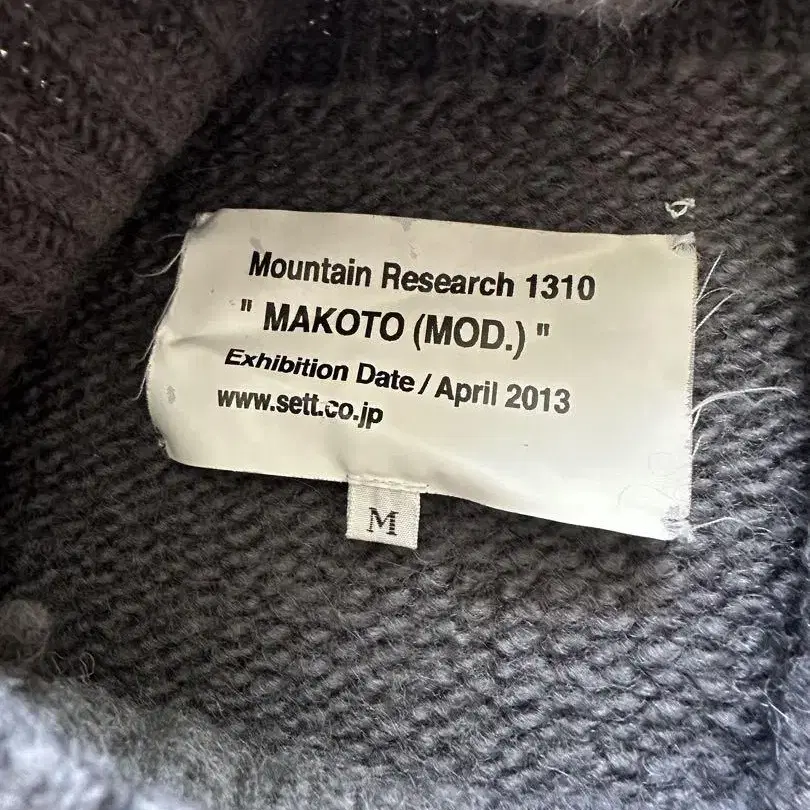 Mountain Research 1310
" MAKOTO (MOD.) "
Exhibition Date / April 2013
www.sett.co.jp
M